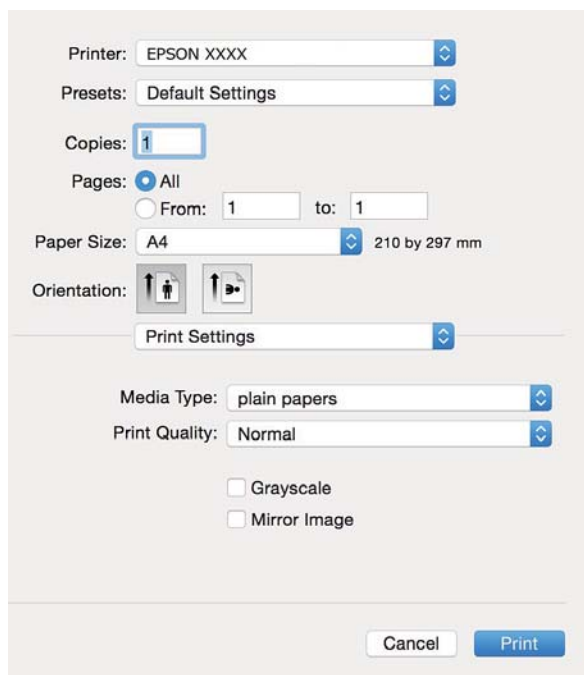 Printer: EPSON XXXX
Presets: Default Settings
Copies: 1
Pages: All
From: 1 to: 1
Paper Size: A4 210 by 297 mm
Orientation:
Print Settings
Media Type: plain papers
Print Quality: Normal
Grayscale
Mirror Image
Cancel Print